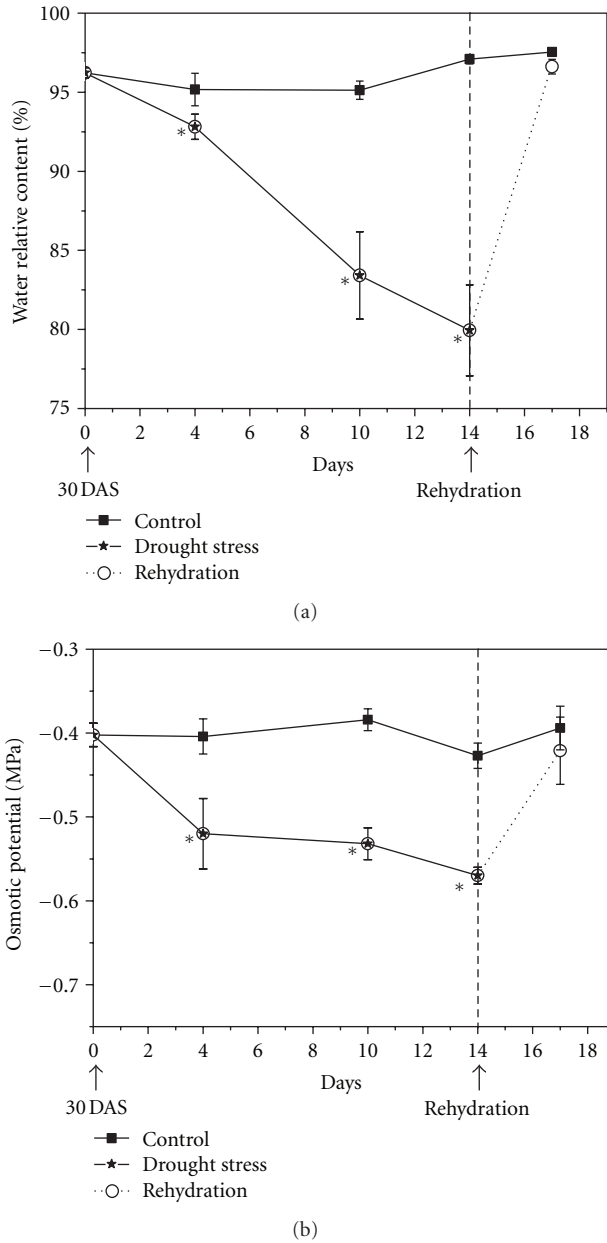 100
95
90
85
80
75
Water relative content (%)
*
*
*
0 2 4 6 8 10 12 14 16 18
Days
30 DAS
Rehydration
Control
Drought stress
Rehydration
(a)
−0.3
−0.4
−0.5
−0.6
−0.7
Osmotic potential (MPa)
*
*
*
0 2 4 6 8 10 12 14 16 18
Days
30 DAS
Rehydration
Control
Drought stress
Rehydration
(b)